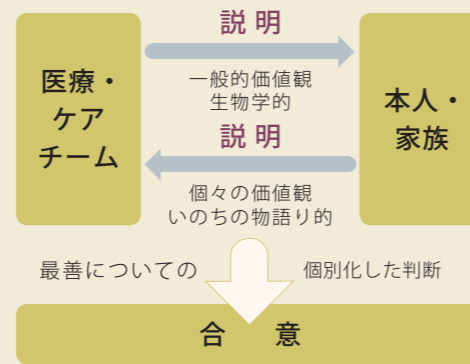 説明
医療・
ケア
チーム
一般的価値観
生物学的
本人・
家族
説明
個々の価値観
いのちの物語り的
最善についての
個別化した判断
合意